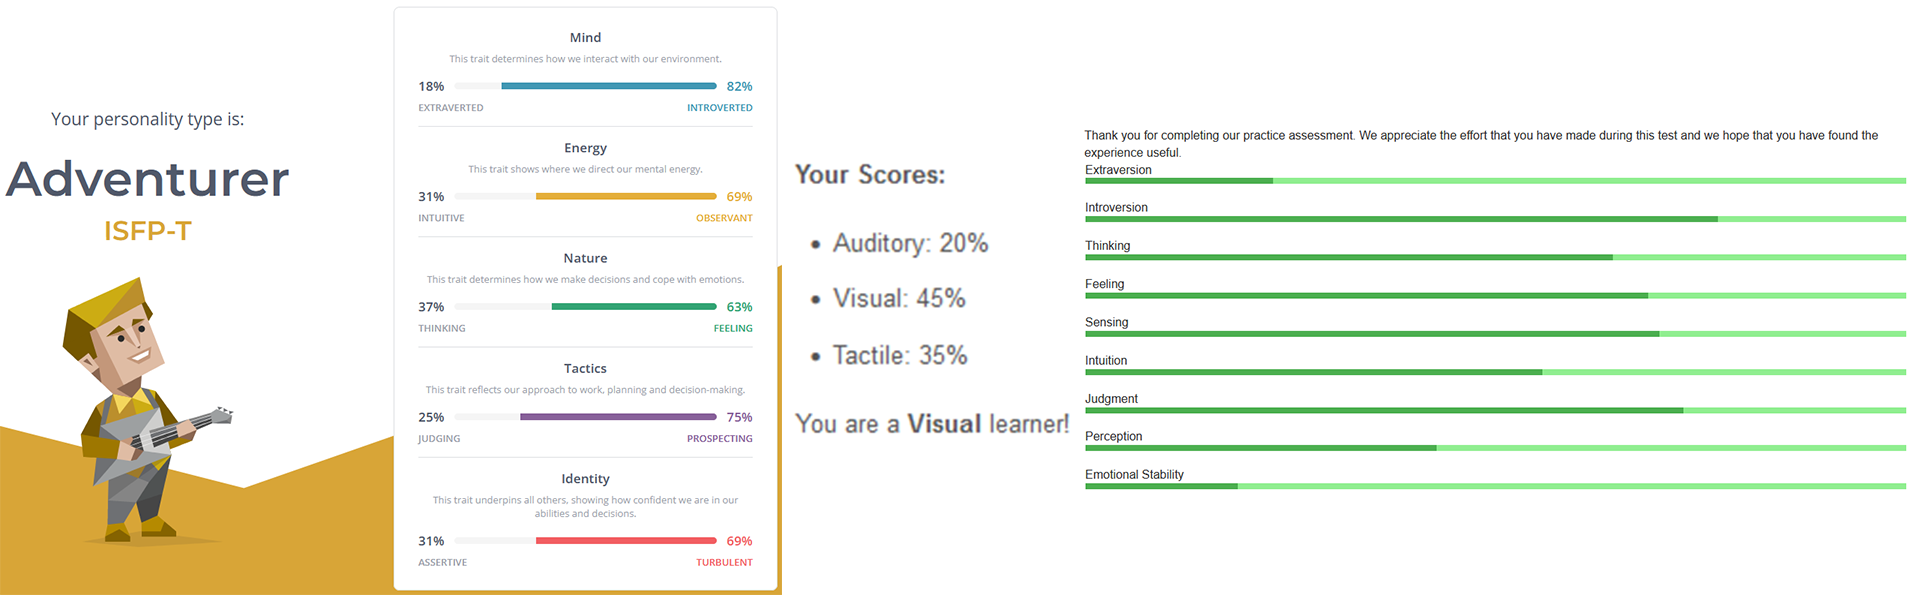 Your personality type is:
Adventurer
ISFP-T
Mind
This trait determines how we interact with our environment.
18% 82%
EXTRAVERTED INTROVERTED
Energy
This trait shows where we direct our mental energy.
31% 69%
INTUITIVE OBSERVANT
Nature
This trait determines how we make decisions and cope with emotions.
37% 63%
THINKING FEELING
Tactics
This trait reflects our approach to work, planning and decision-making.
25% 75%
JUDGING PROSPECTING
Identity
This trait underpins all others, showing how confident we are in our
abilities and decisions.
31% 69%
ASSERTIVE TURBULENT
Your Scores:
• Auditory: 20%
• Visual: 45%
• Tactile: 35%
You are a Visual learner!
Thank you for completing our practice assessment. We appreciate the effort that you have made during this test and we hope that you have found the
experience useful.
Extraversion
Introversion
Thinking
Feeling
Sensing
Intuition
Judgment
Perception
Emotional Stability